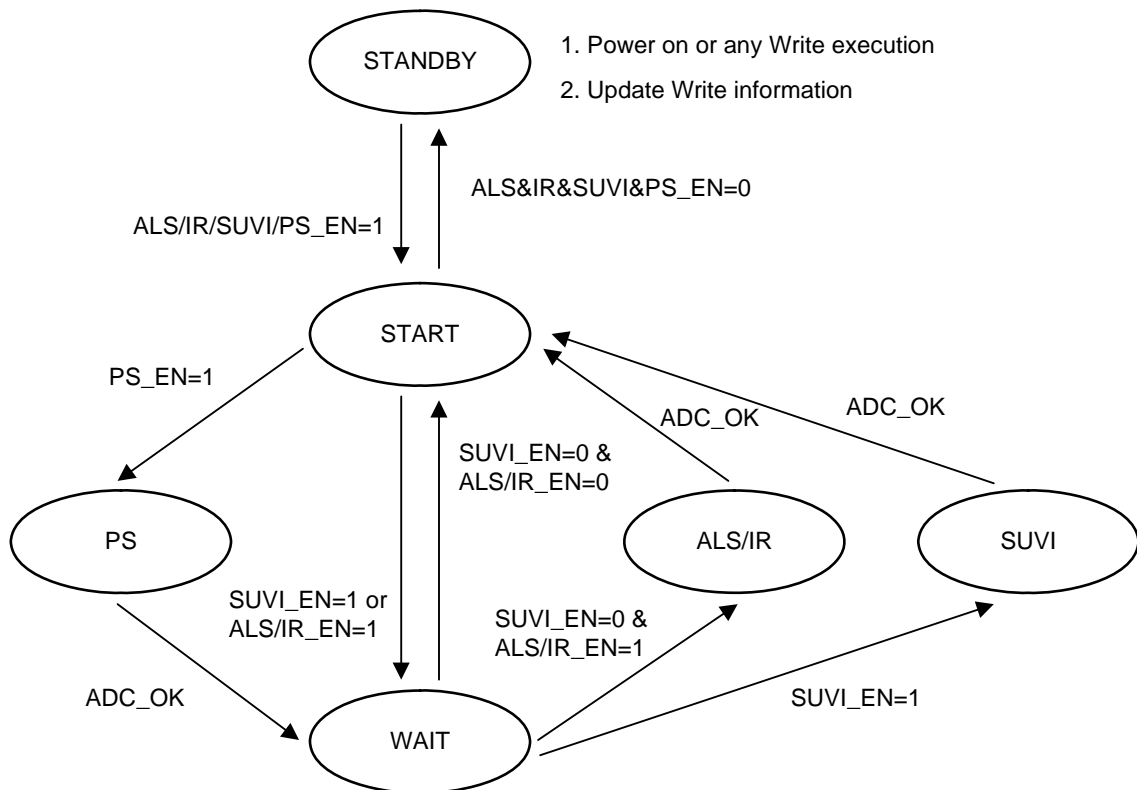 STANDBY
1. Power on or any Write execution
2. Update Write information
ALS&IR&SUVI&PS_EN=0
ALS/IR/SUVI/PS_EN=1
START
PS_EN=1
ADC_OK
ADC_OK
SUVI_EN=0 &
ALS/IR_EN=0
PS
ALS/IR
SUVI
SUVI_EN=1 or
ALS/IR_EN=1
SUVI_EN=0 &
ALS/IR_EN=1
ADC_OK
SUVI_EN=1
WAIT